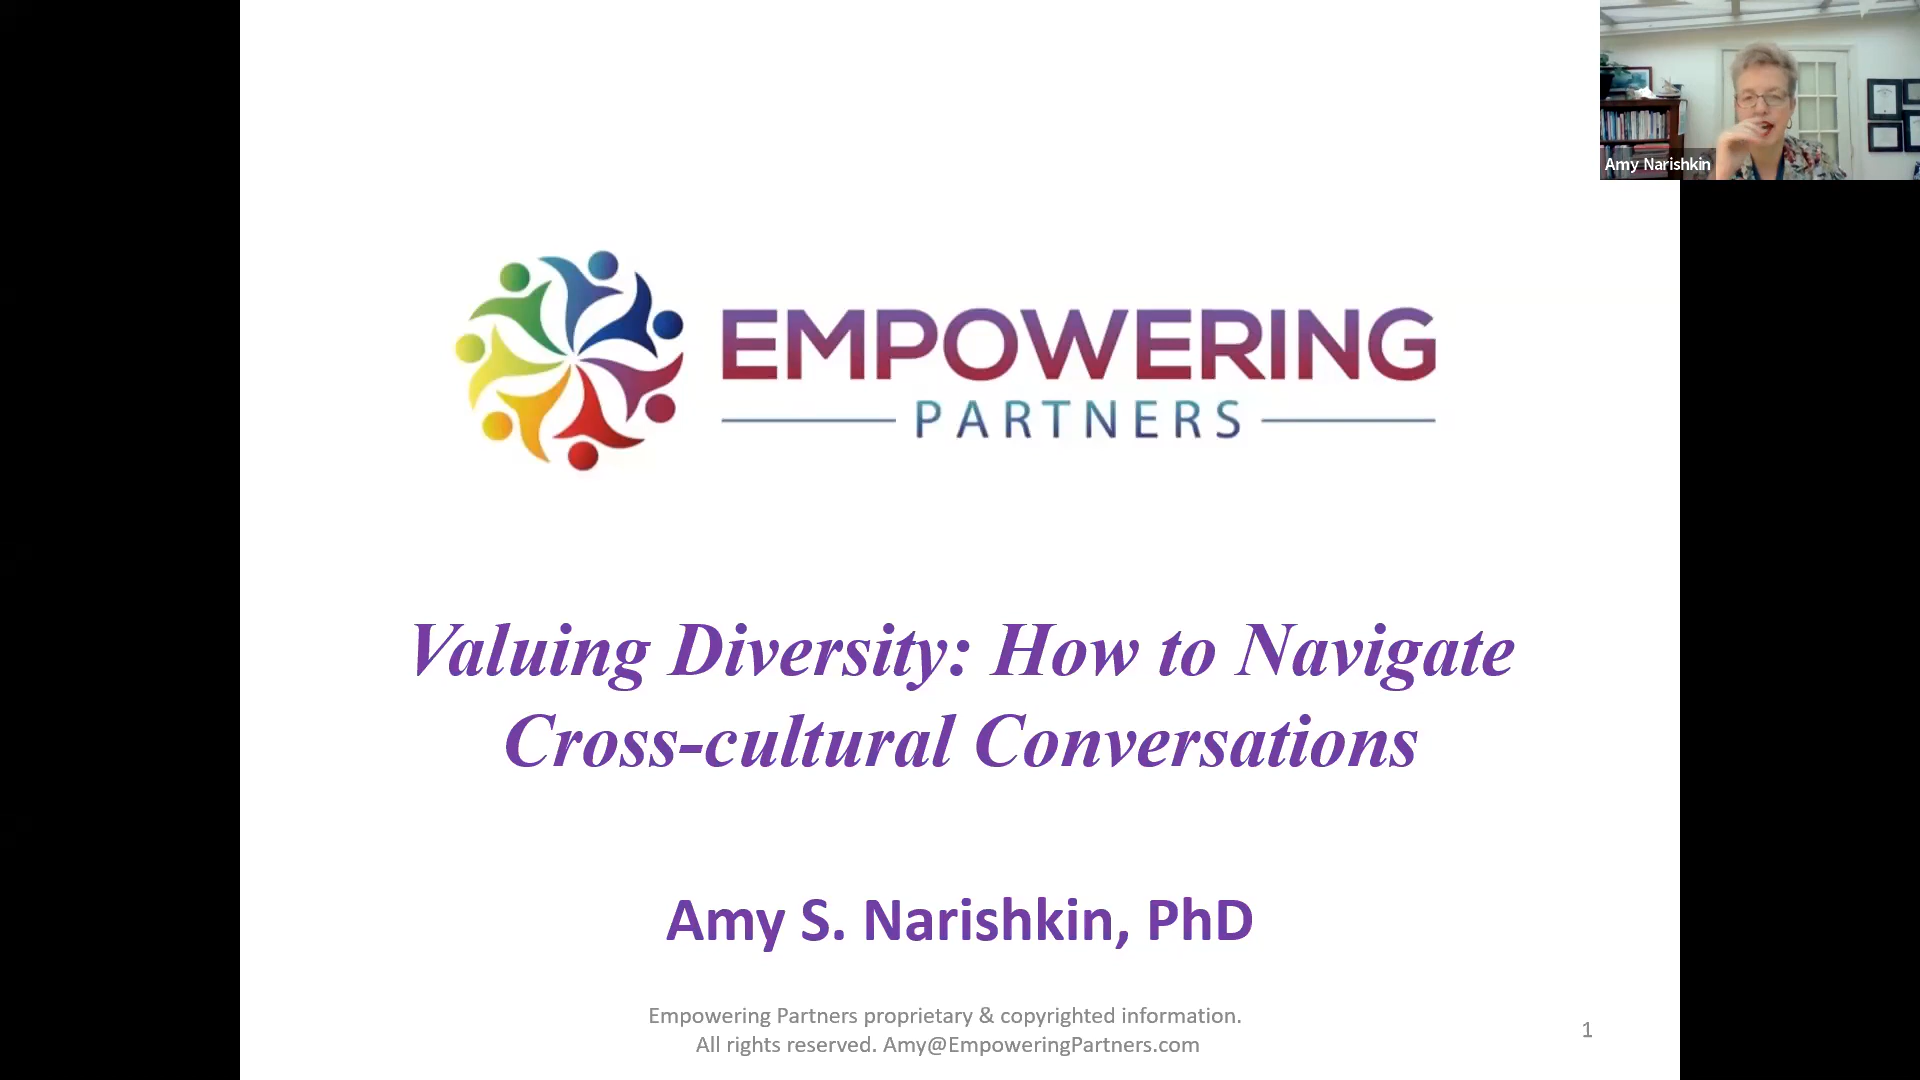 Amy Narishkin
EMPOWERING
PARTNERS
Valuing Diversity: How to Navigate
Cross-cultural Conversations
Amy S. Narishkin, PhD
Empowering Partners proprietary & copyrighted information.
All rights reserved. Amy@EmpoweringPartners.com
1